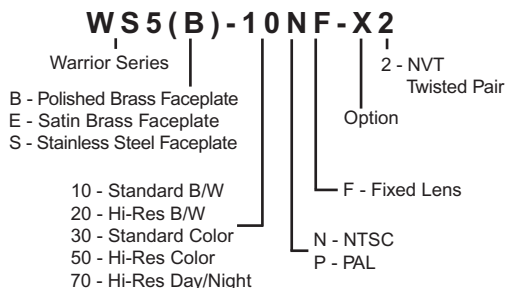 WS5(B)-10NF-X2
Warrior Series
2 - NVT
Twisted Pair
B - Polished Brass Faceplate
E - Satin Brass Faceplate
S - Stainless Steel Faceplate
Option
10 - Standard B/W
20 - Hi-Res B/W
30 - Standard Color
50 - Hi-Res Color
70 - Hi-Res Day/Night
F - Fixed Lens
N - NTSC
P - PAL